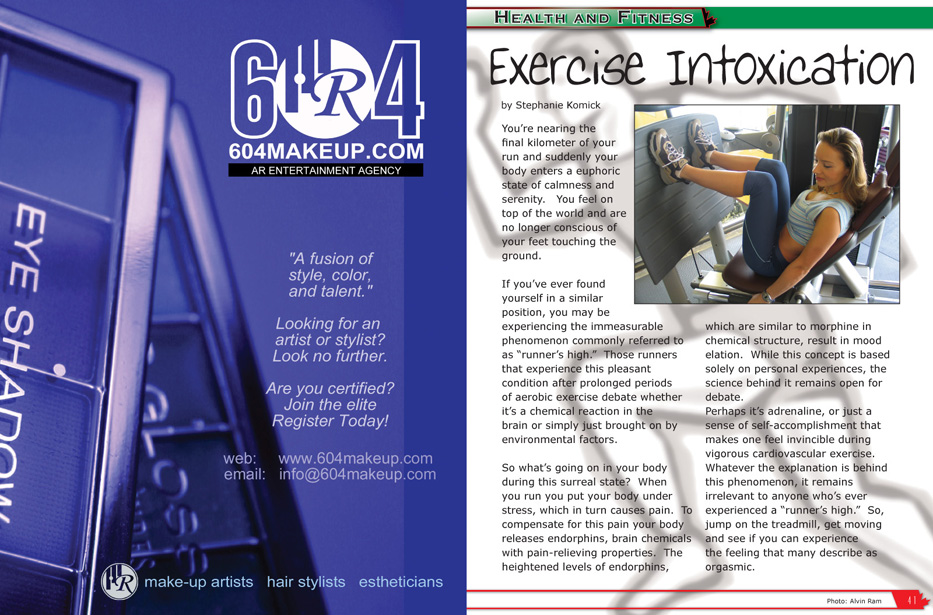 604
R
604MAKEUP.COM
AR ENTERTAINMENT AGENCY
EYE SHADOW
GLOSS
"A fusion of
style, color,
and talent."
Looking for an
artist or stylist?
Look no further.
Are you certified?
Join the elite
Register Today!
web: www.604makeup.com
email: info@604makeup.com
R
make-up artists hair stylists estheticians
HEALTH AND FITNESS
Exercise Intoxication
by Stephanie Komick
You're nearing the
final kilometer of your
run and suddenly your
body enters a euphoric
state of calmness and
serenity. You feel on
top of the world and are
no longer conscious of
your feet touching the
ground.
If you've ever found
yourself in a similar
position, you may be
experiencing the immeasurable
phenomenon commonly referred to
as “runner's high.” Those runners
that experience this pleasant
condition after prolonged periods
of aerobic exercise debate whether
it's a chemical reaction in the
brain or simply just brought on by
environmental factors.
So what's going on in your body
during this surreal state? When
you run you put your body under
stress, which in turn causes pain. To
compensate for this pain your body
releases endorphins, brain chemicals
with pain-relieving properties. The
heightened levels of endorphins,
which are similar to morphine in
chemical structure, result in mood
elation. While this concept is based
solely on personal experiences, the
science behind it remains open for
debate.
Perhaps it's adrenaline, or just a
sense of self-accomplishment that
makes one feel invincible during
vigorous cardiovascular exercise.
Whatever the explanation is behind
this phenomenon, it remains
irrelevant to anyone who's ever
experienced a “runner's high.” So,
jump on the treadmill, get moving
and see if you can experience
the feeling that many describe as
orgasmic.
Photo: Alvin Ram
41